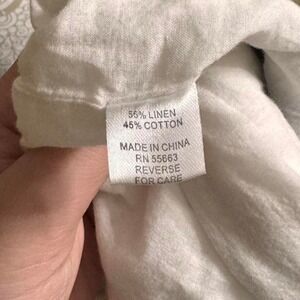 55% LINEN
45% COTTON
MADE IN CHINA
RN 55663
REVERSE
FOR CARE